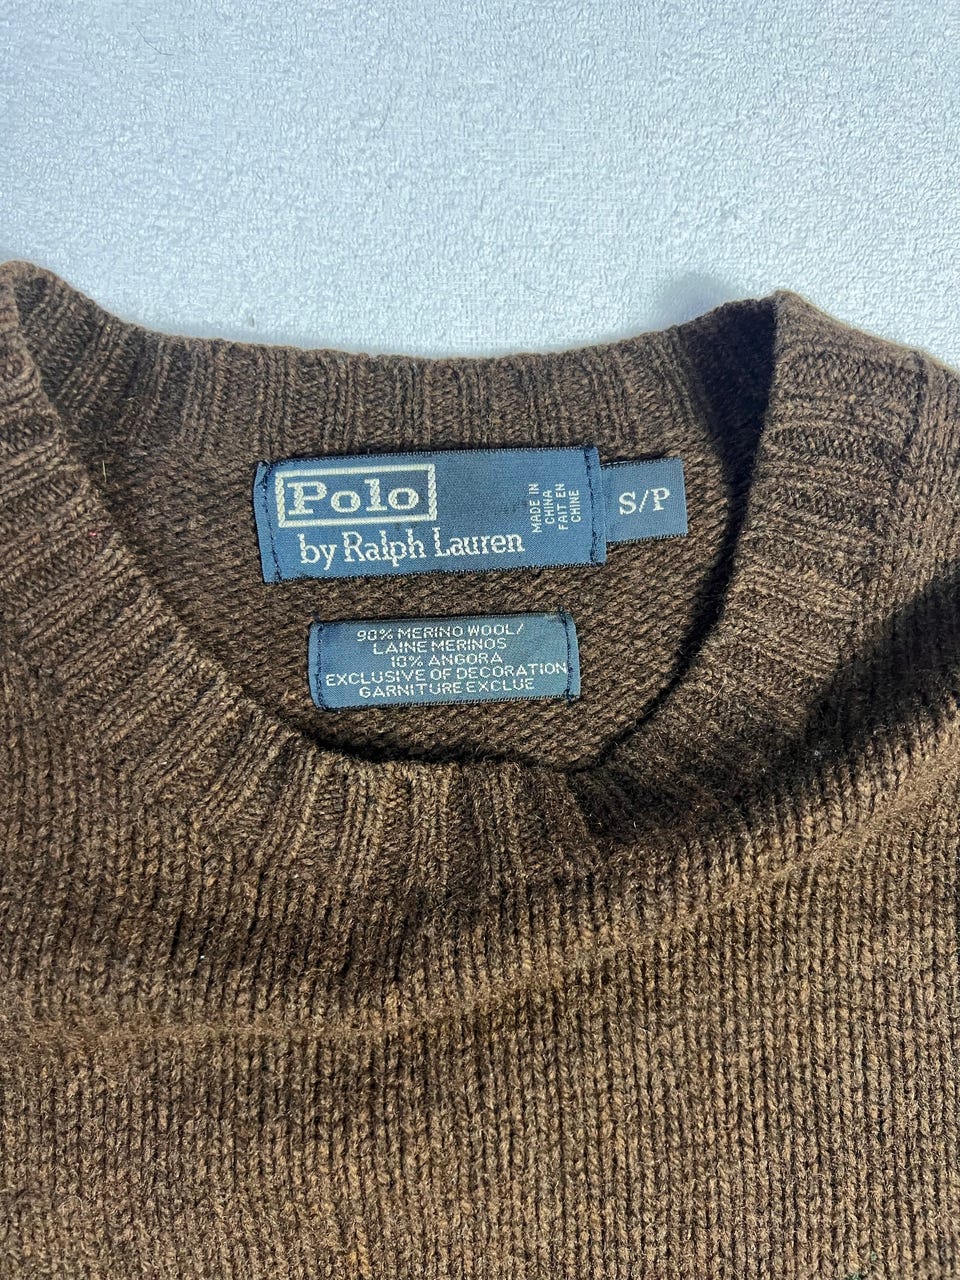 Polo
by Ralph Lauren
MADE IN
CHINA
FAIT EN
CHINE
S/P
90% MERINO WOOL/
LAINE MERINOS
10% ANGORA
EXCLUSIVE OF DECORATION
GARNITURE EXCLUE